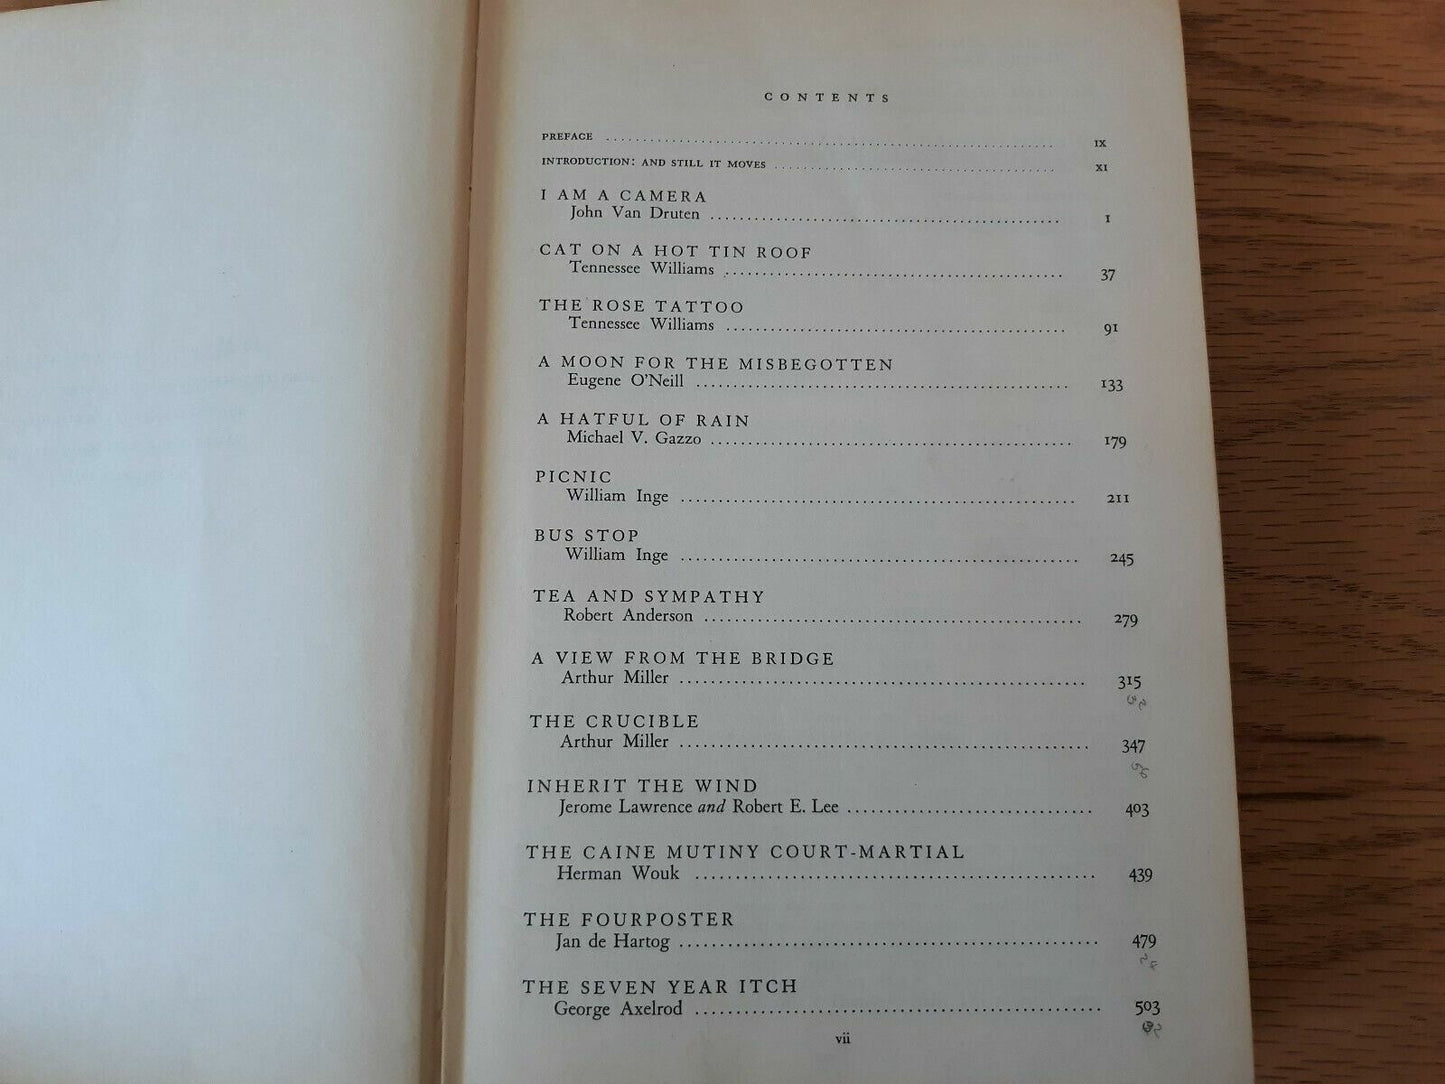 CONTENTS
PREFACE ........ IX
INTRODUCTION: AND STILL IT MOVES ........ XI
I AM A CAMERA
John Van Druten ........ 1
CAT ON A HOT TIN ROOF
Tennessee Williams ........ 37
THE ROSE TATTOO
Tennessee Williams ........ 91
A MOON FOR THE MISBEGOTTEN
Eugene O'Neill ........ 133
A HATFUL OF RAIN
Michael V. Gazzo ........ 179
PICNIC
William Inge ........ 211
BUS STOP
William Inge ........ 245
TEA AND SYMPATHY
Robert Anderson ........ 279
A VIEW FROM THE BRIDGE
Arthur Miller ........ 315
THE CRUCIBLE
Arthur Miller ........ 347
INHERIT THE WIND
Jerome Lawrence and Robert E. Lee ........ 403
THE CAINE MUTINY COURT-MARTIAL
Herman Wouk ........ 439
THE FOURPOSTER
Jan de Hartog ........ 479
THE SEVEN YEAR ITCH
George Axelrod ........ 503
vii